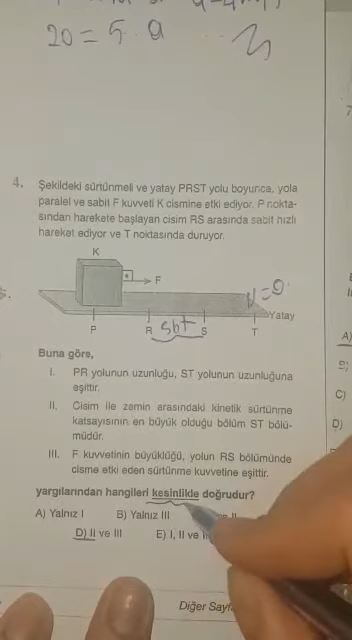 20 = 5 . a
4. Şekildeki sürtünmeli ve yatay PRST yolu boyunca, yola
paralel ve sabit F kuvveti K cismine etki ediyor. P nokta-
sından harekete başlayan cisim RS arasında sabit hızlı
hareket ediyor ve T noktasında duruyor.
K
F
V=0
Yatay
P R sbt S T
Buna göre,
I. PR yolunun uzunluğu, ST yolunun uzunluğuna
eşittir.
II. Cisim ile zemin arasındaki kinetik sürtünme
katsayısının en büyük olduğu bölüm ST bölü-
müdür.
III. F kuvvetinin büyüklüğü, yolun RS bölümünde
cisme etki eden sürtünme kuvvetine eşittir.
yargılarından hangileri kesinlikle doğrudur?
A) Yalnız I B) Yalnız III
D) II ve III E) I, II ve
Diğer
A)
C)
D)